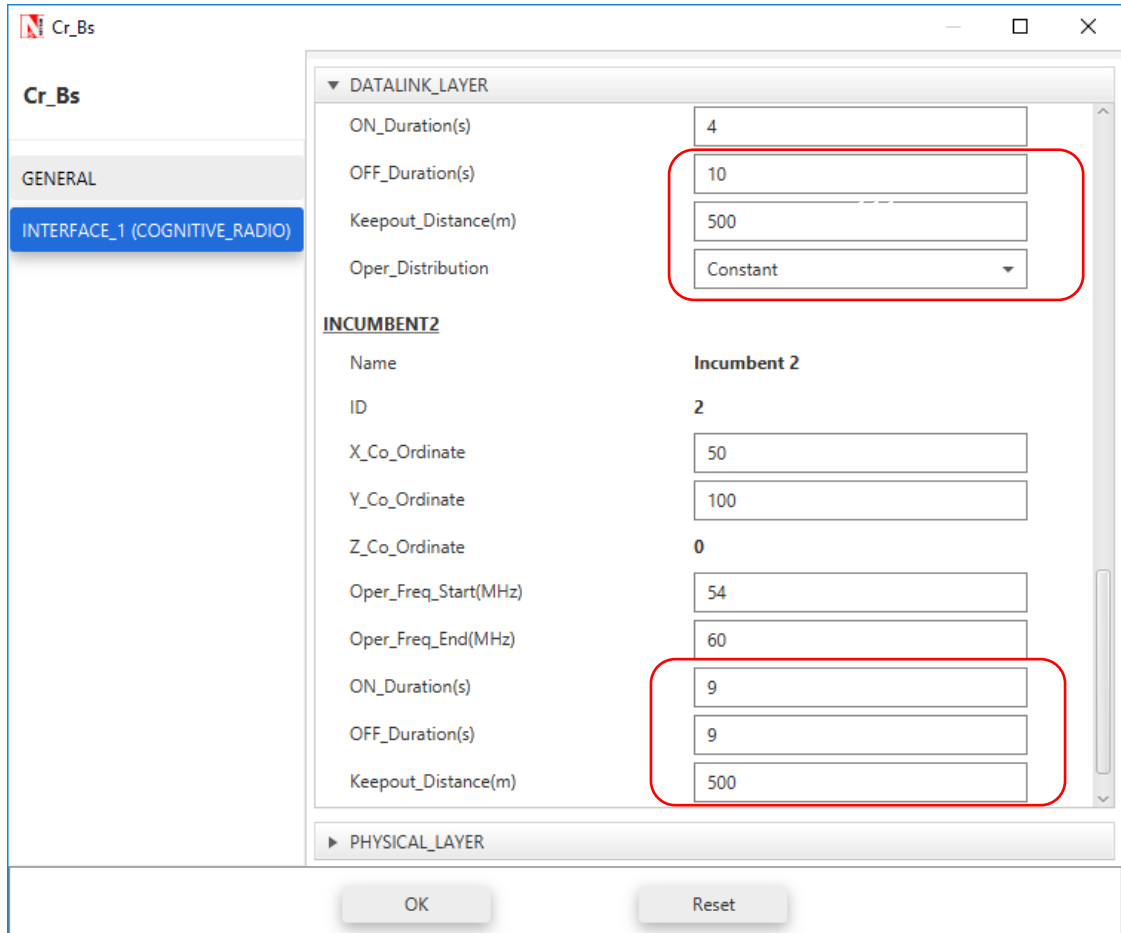 Cr_Bs
Cr_Bs
GENERAL
INTERFACE_1 (COGNITIVE_RADIO)
DATALINK_LAYER
ON_Duration(s) 4
OFF_Duration(s) 10
Keepout_Distance(m) 500
Oper_Distribution Constant
INCUMBENT2
Name Incumbent 2
ID 2
X_Co_Ordinate 50
Y_Co_Ordinate 100
Z_Co_Ordinate 0
Oper_Freq_Start(MHz) 54
Oper_Freq_End(MHz) 60
ON_Duration(s) 9
OFF_Duration(s) 9
Keepout_Distance(m) 500
PHYSICAL_LAYER
OK Reset